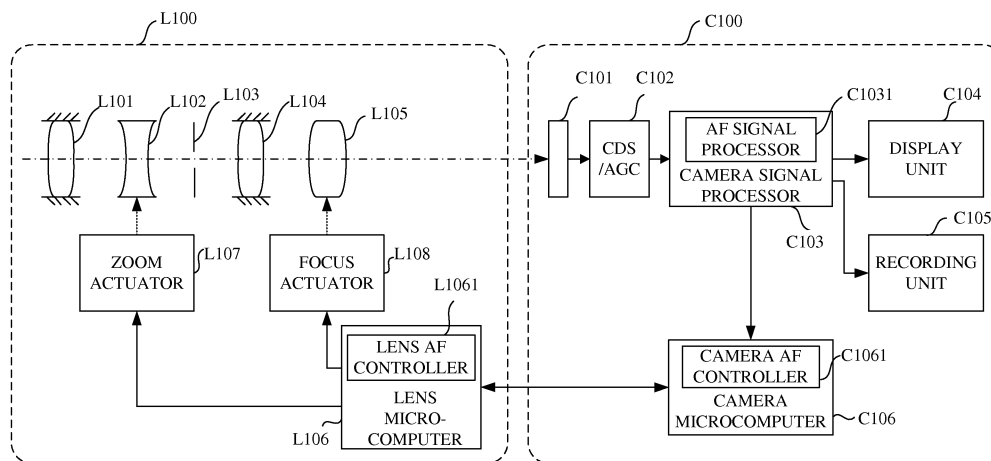 L100
C100
L101
L102
L103
L104
L105
C101
C102
C1031
C104
AF SIGNAL
PROCESSOR
CAMERA SIGNAL
PROCESSOR
CDS
/AGC
DISPLAY
UNIT
C103
C105
RECORDING
UNIT
ZOOM
ACTUATOR
L107
FOCUS
ACTUATOR
L108
L1061
LENS AF
CONTROLLER
LENS
MICRO-
COMPUTER
L106
CAMERA AF
CONTROLLER
CAMERA
MICROCOMPUTER
C1061
C106